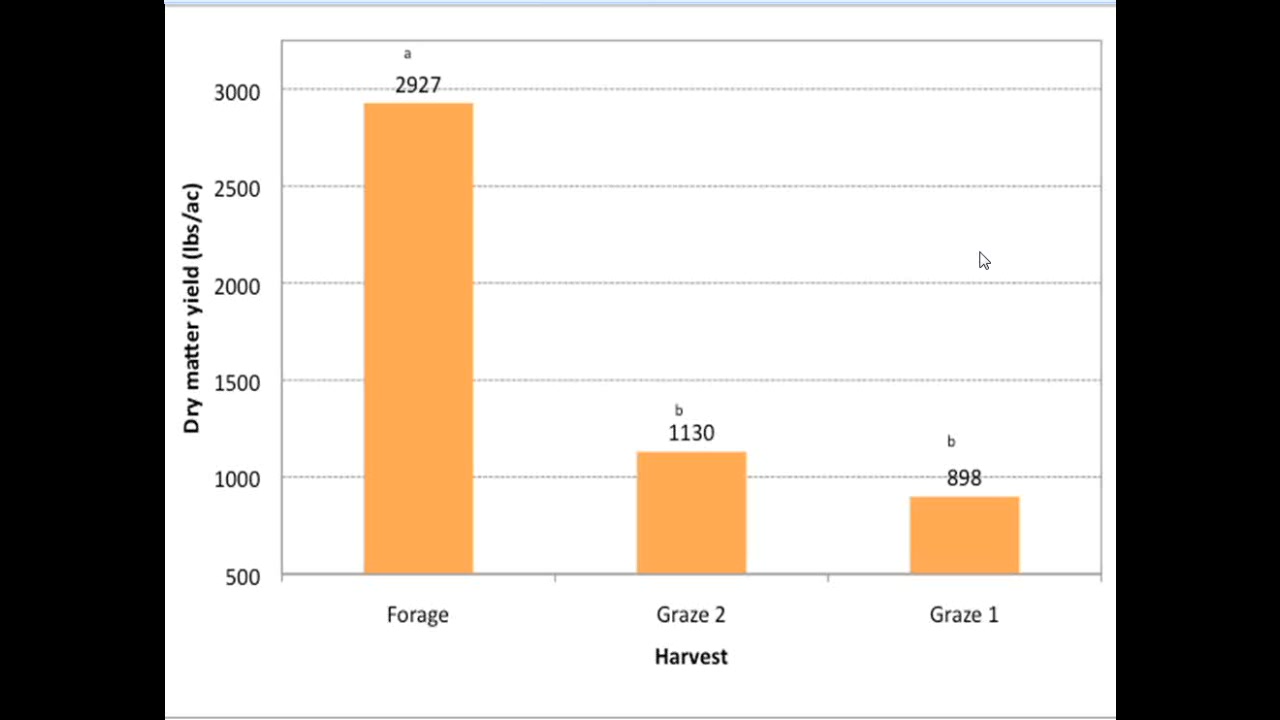 a
2927
3000
2500
2000
1500
1000
500
b
1130
b
898
Dry matter yield (lbs/ac)
Forage
Graze 2
Graze 1
Harvest